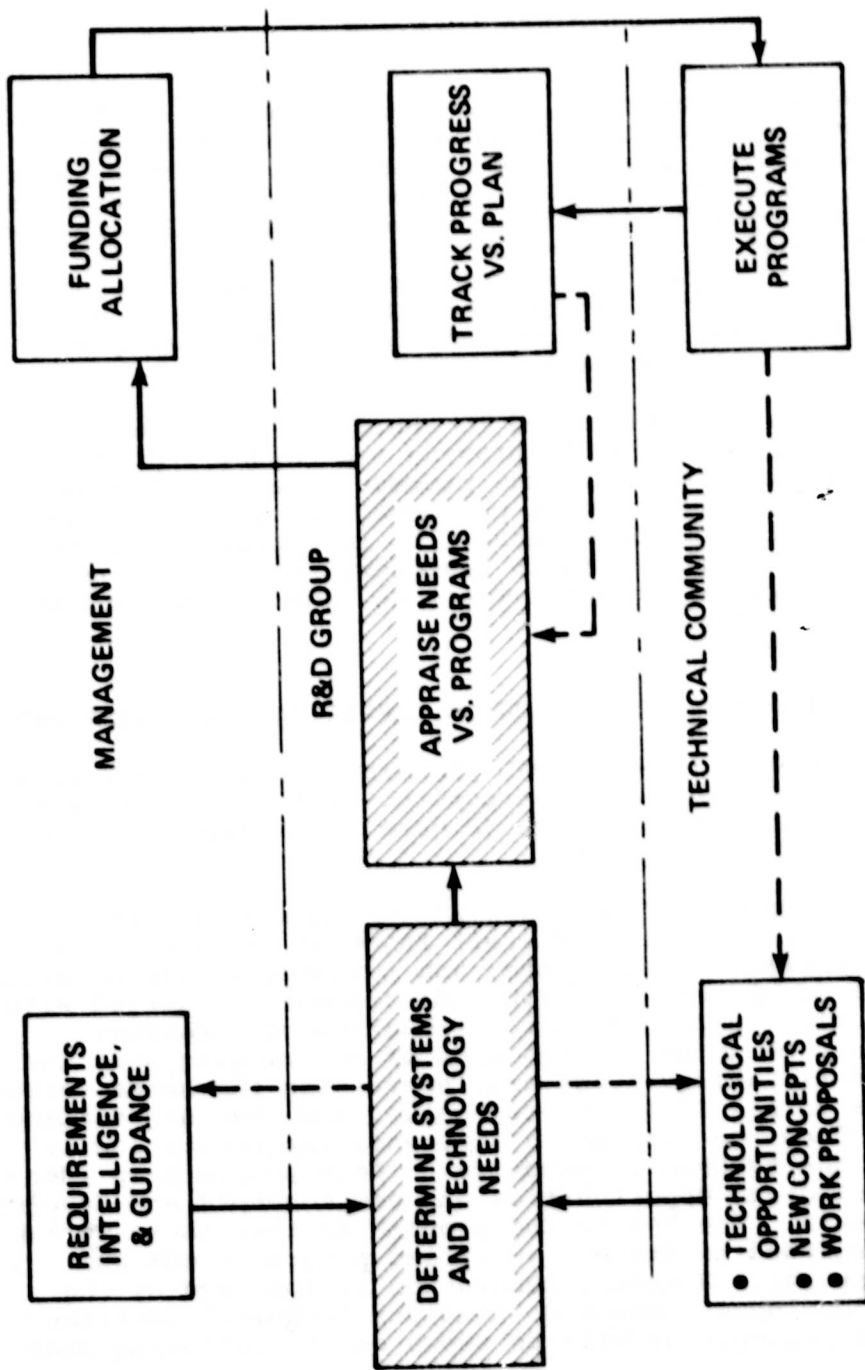 MANAGEMENT
REQUIREMENTS
INTELLIGENCE,
& GUIDANCE
FUNDING
ALLOCATION
R&D GROUP
DETERMINE SYSTEMS
AND TECHNOLOGY
NEEDS
APPRAISE NEEDS
VS. PROGRAMS
TRACK PROGRESS
VS. PLAN
TECHNICAL COMMUNITY
● TECHNOLOGICAL
OPPORTUNITIES
● NEW CONCEPTS
● WORK PROPOSALS
EXECUTE
PROGRAMS